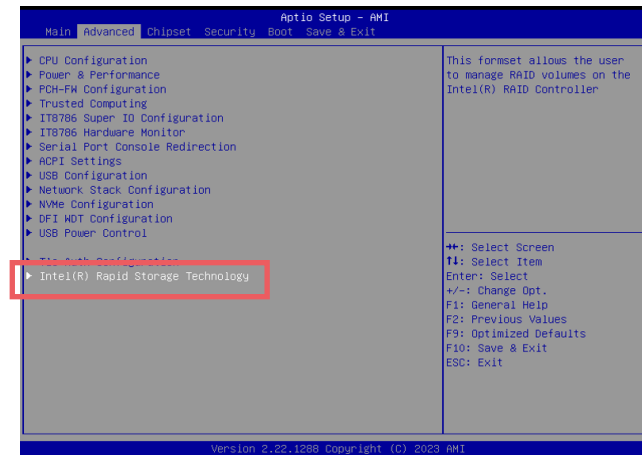 Aptio Setup - AMI
Main Advanced Chipset Security Boot Save & Exit
CPU Configuration
Power & Performance
PCH-FW Configuration
Trusted Computing
IT8786 Super IO Configuration
IT8786 Hardware Monitor
Serial Port Console Redirection
ACPI Settings
USB Configuration
Network Stack Configuration
NVMe Configuration
DFI WDT Configuration
USB Power Control
Tls Auth Configuration
Intel(R) Rapid Storage Technology
This formset allows the user
to manage RAID volumes on the
Intel(R) RAID Controller
→←: Select Screen
↑↓: Select Item
Enter: Select
+/-: Change Opt.
F1: General Help
F2: Previous Values
F9: Optimized Defaults
F10: Save & Exit
ESC: Exit
Version 2.22.1288 Copyright (C) 2023 AMI